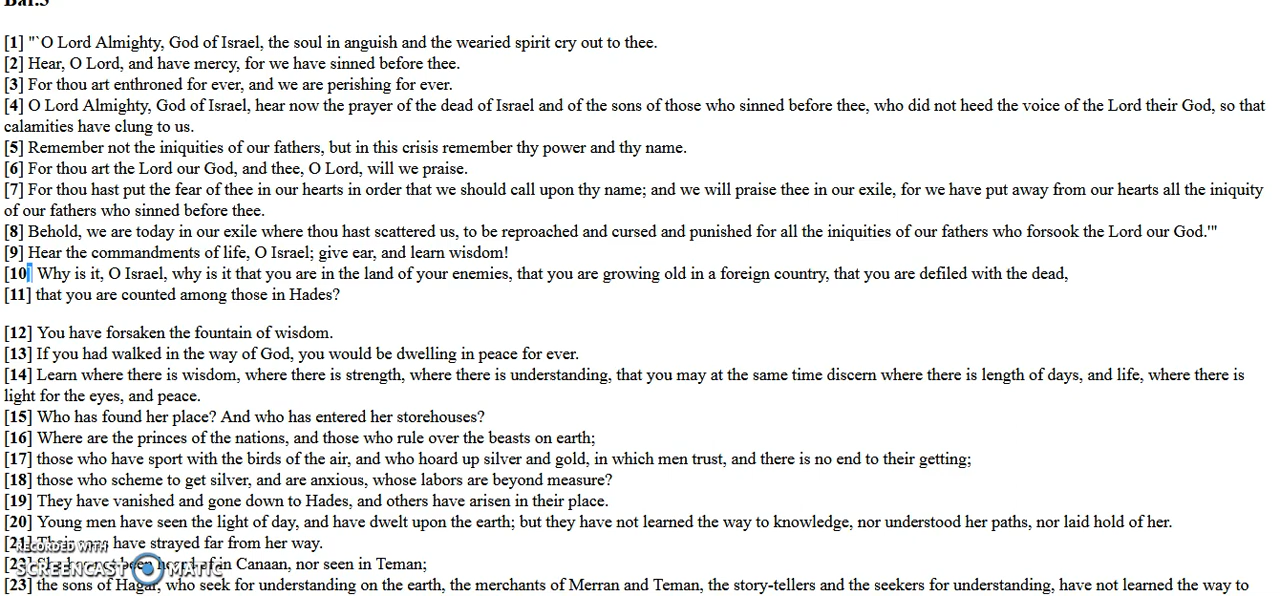 Bar.3
[1] "`O Lord Almighty, God of Israel, the soul in anguish and the wearied spirit cry out to thee.
[2] Hear, O Lord, and have mercy, for we have sinned before thee.
[3] For thou art enthroned for ever, and we are perishing for ever.
[4] O Lord Almighty, God of Israel, hear now the prayer of the dead of Israel and of the sons of those who sinned before thee, who did not heed the voice of the Lord their God, so that
calamities have clung to us.
[5] Remember not the iniquities of our fathers, but in this crisis remember thy power and thy name.
[6] For thou art the Lord our God, and thee, O Lord, will we praise.
[7] For thou hast put the fear of thee in our hearts in order that we should call upon thy name; and we will praise thee in our exile, for we have put away from our hearts all the iniquity
of our fathers who sinned before thee.
[8] Behold, we are today in our exile where thou hast scattered us, to be reproached and cursed and punished for all the iniquities of our fathers who forsook the Lord our God.'"
[9] Hear the commandments of life, O Israel; give ear, and learn wisdom!
[10] Why is it, O Israel, why is it that you are in the land of your enemies, that you are growing old in a foreign country, that you are defiled with the dead,
[11] that you are counted among those in Hades?
[12] You have forsaken the fountain of wisdom.
[13] If you had walked in the way of God, you would be dwelling in peace for ever.
[14] Learn where there is wisdom, where there is strength, where there is understanding, that you may at the same time discern where there is length of days, and life, where there is
light for the eyes, and peace.
[15] Who has found her place? And who has entered her storehouses?
[16] Where are the princes of the nations, and those who rule over the beasts on earth;
[17] those who have sport with the birds of the air, and who hoard up silver and gold, in which men trust, and there is no end to their getting;
[18] those who scheme to get silver, and are anxious, whose labors are beyond measure?
[19] They have vanished and gone down to Hades, and others have arisen in their place.
[20] Young men have seen the light of day, and have dwelt upon the earth; but they have not learned the way to knowledge, nor understood her paths, nor laid hold of her.
[21] Their sons have strayed far from her way.
RECORDED WITH
[22] She has not been heard of in Canaan, nor seen in Teman;
SCREENCAST MATIC
[23] the sons of Hagar, who seek for understanding on the earth, the merchants of Merran and Teman, the story-tellers and the seekers for understanding, have not learned the way to